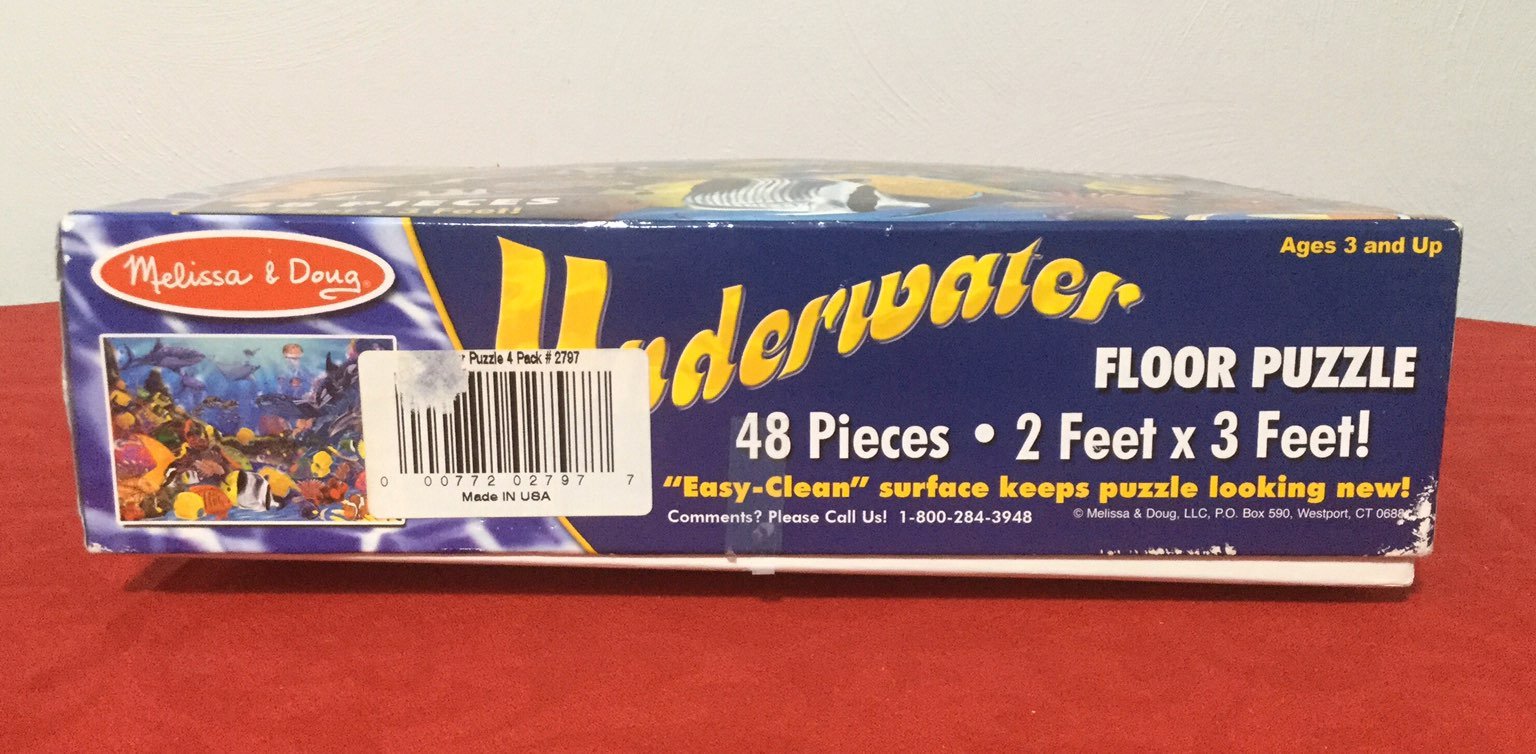 PIECES
Feet!!
Melissa & Doug
Underwater
Ages 3 and Up
FLOOR PUZZLE
48 Pieces • 2 Feet x 3 Feet!
"Easy-Clean" surface keeps puzzle looking new!
Comments? Please Call Us! 1-800-284-3948
© Melissa & Doug, LLC, P.O. Box 590, Westport, CT
Puzzle 4 Pack # 2797
0 00772 02797 7
Made IN USA